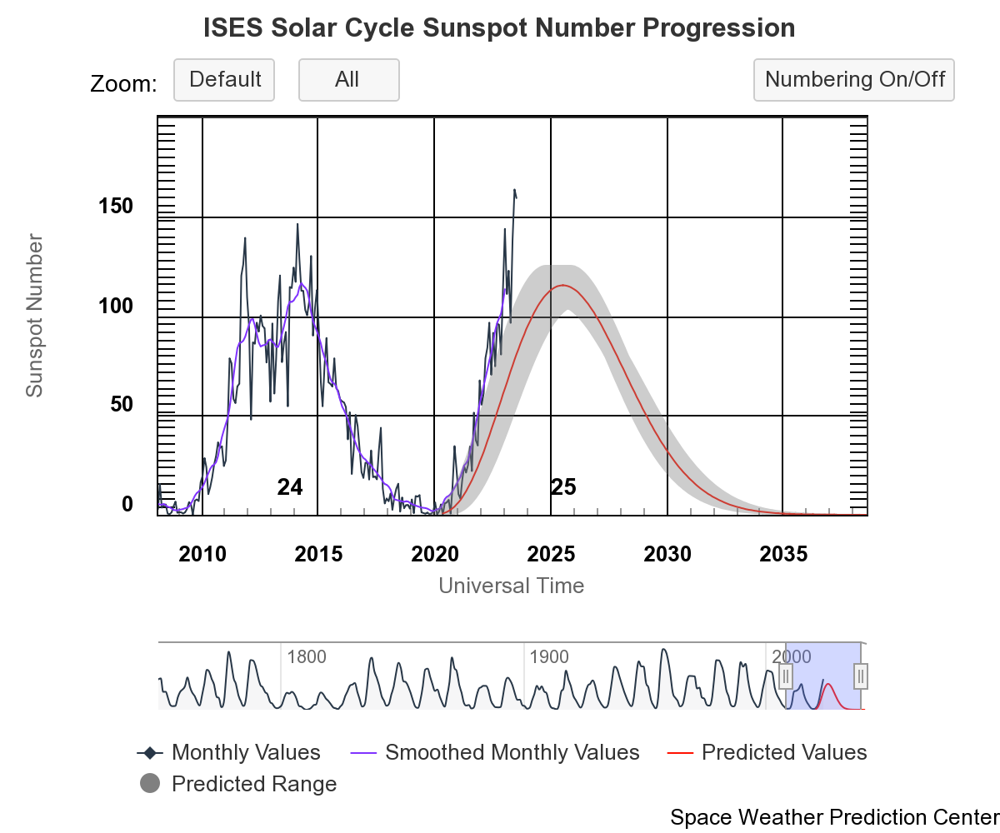 ISES Solar Cycle Sunspot Number Progression
Zoom: Default All Numbering On/Off
Sunspot Number
150
100
50
0
24 25
2010 2015 2020 2025 2030 2035
Universal Time
1800 1900 2000
Monthly Values Smoothed Monthly Values Predicted Values
Predicted Range
Space Weather Prediction Center